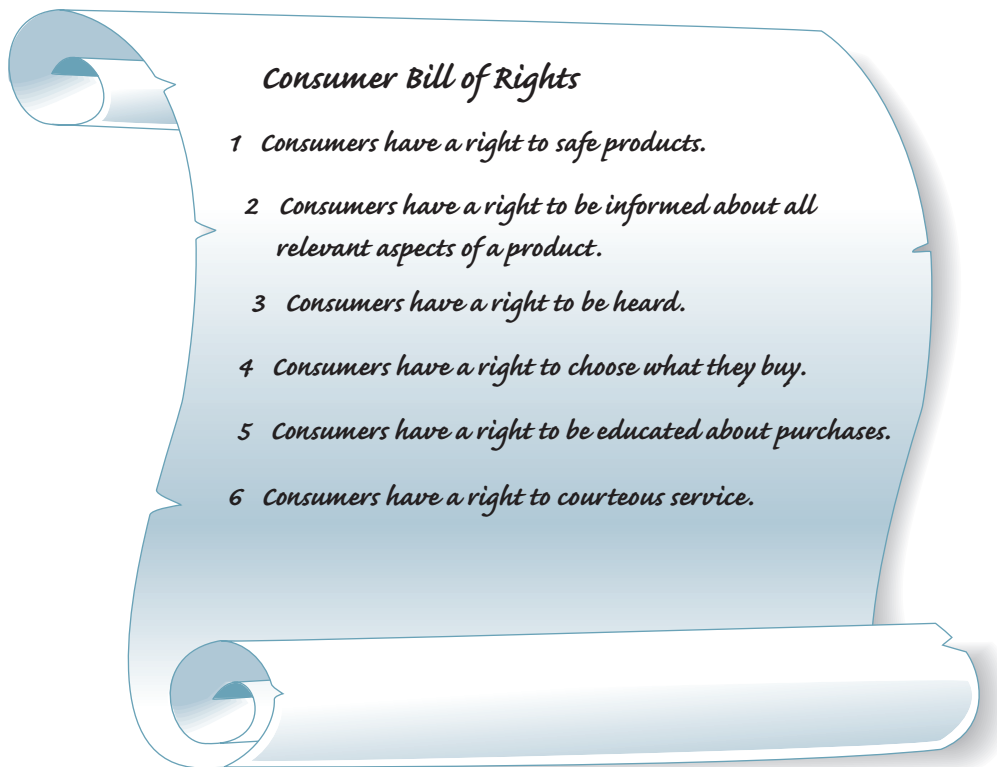 Consumer Bill of Rights
1 Consumers have a right to safe products.
2 Consumers have a right to be informed about all
relevant aspects of a product.
3 Consumers have a right to be heard.
4 Consumers have a right to choose what they buy.
5 Consumers have a right to be educated about purchases.
6 Consumers have a right to courteous service.